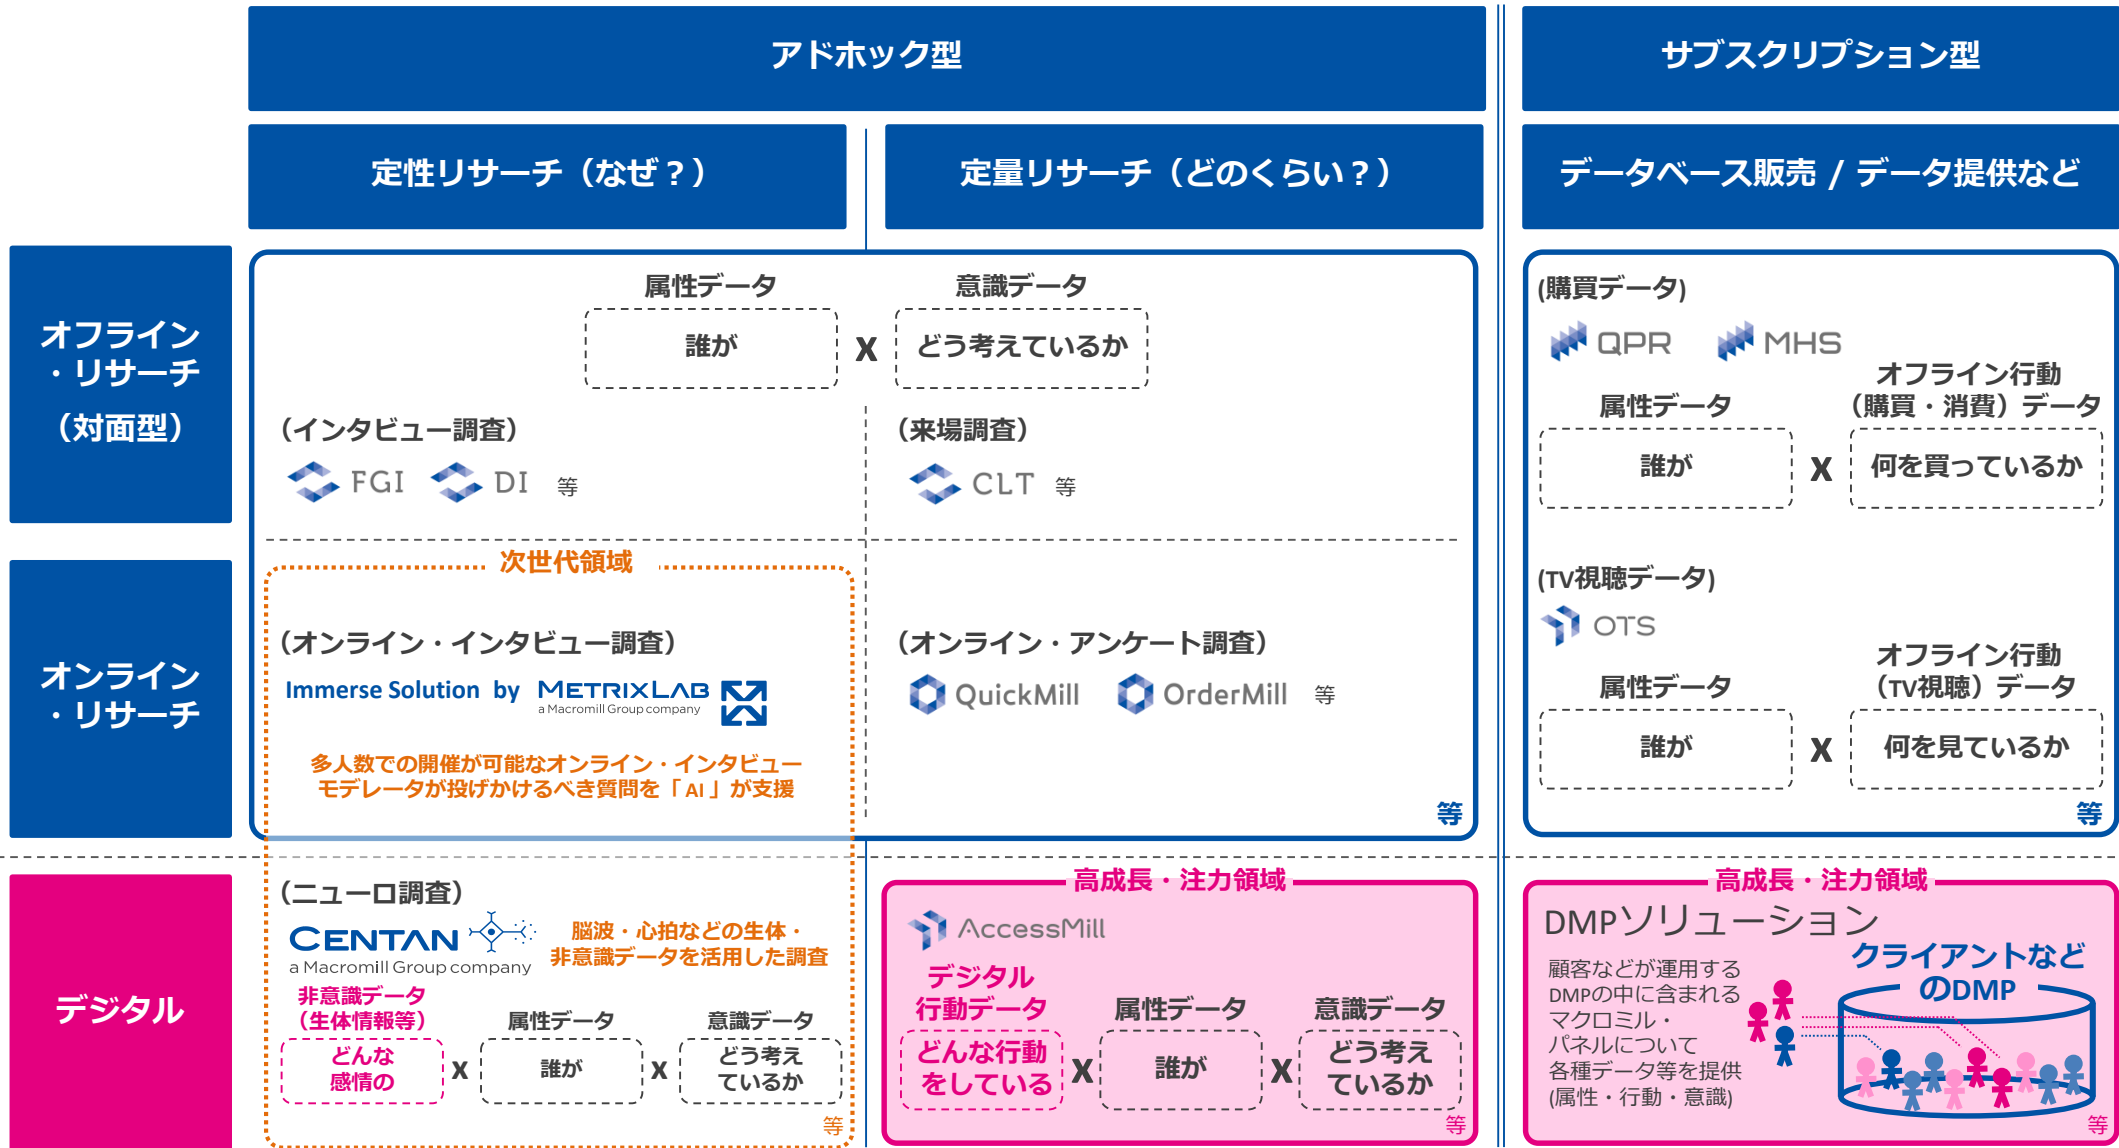 アドホック型
サブスクリプション型
定性リサーチ（なぜ？）
定量リサーチ（どのくらい？）
データベース販売 / データ提供など
オフライン
・リサーチ
（対面型）
属性データ
意識データ
誰が
X
どう考えているか
（インタビュー調査）
FGI
DI
等
（来場調査）
CLT
等
(購買データ)
QPR
MHS
属性データ
オフライン行動
（購買・消費）データ
誰が
X
何を買っているか
オンライン
・リサーチ
次世代領域
（オンライン・インタビュー調査）
Immerse Solution by METRIXLAB
a Macromill Group company
多人数での開催が可能なオンライン・インタビュー
モデレータが投げかけるべき質問を「AI」が支援
（オンライン・アンケート調査）
QuickMill
OrderMill
等
等
(TV視聴データ)
OTS
属性データ
オフライン行動
（TV視聴）データ
誰が
X
何を見ているか
等
デジタル
（ニューロ調査）
CENTAN
a Macromill Group company
脳波・心拍などの生体・
非意識データを活用した調査
非意識データ
（生体情報等）
属性データ
意識データ
どんな
感情の
X
誰が
X
どう考え
ているか
等
高成長・注力領域
AccessMill
デジタル
行動データ
属性データ
意識データ
どんな行動
をしている
X
誰が
X
どう考え
ているか
等
高成長・注力領域
DMPソリューション
顧客などが運用する
DMPの中に含まれる
マクロミル・
パネルについて
各種データ等を提供
(属性・行動・意識)
クライアントなど
のDMP
等